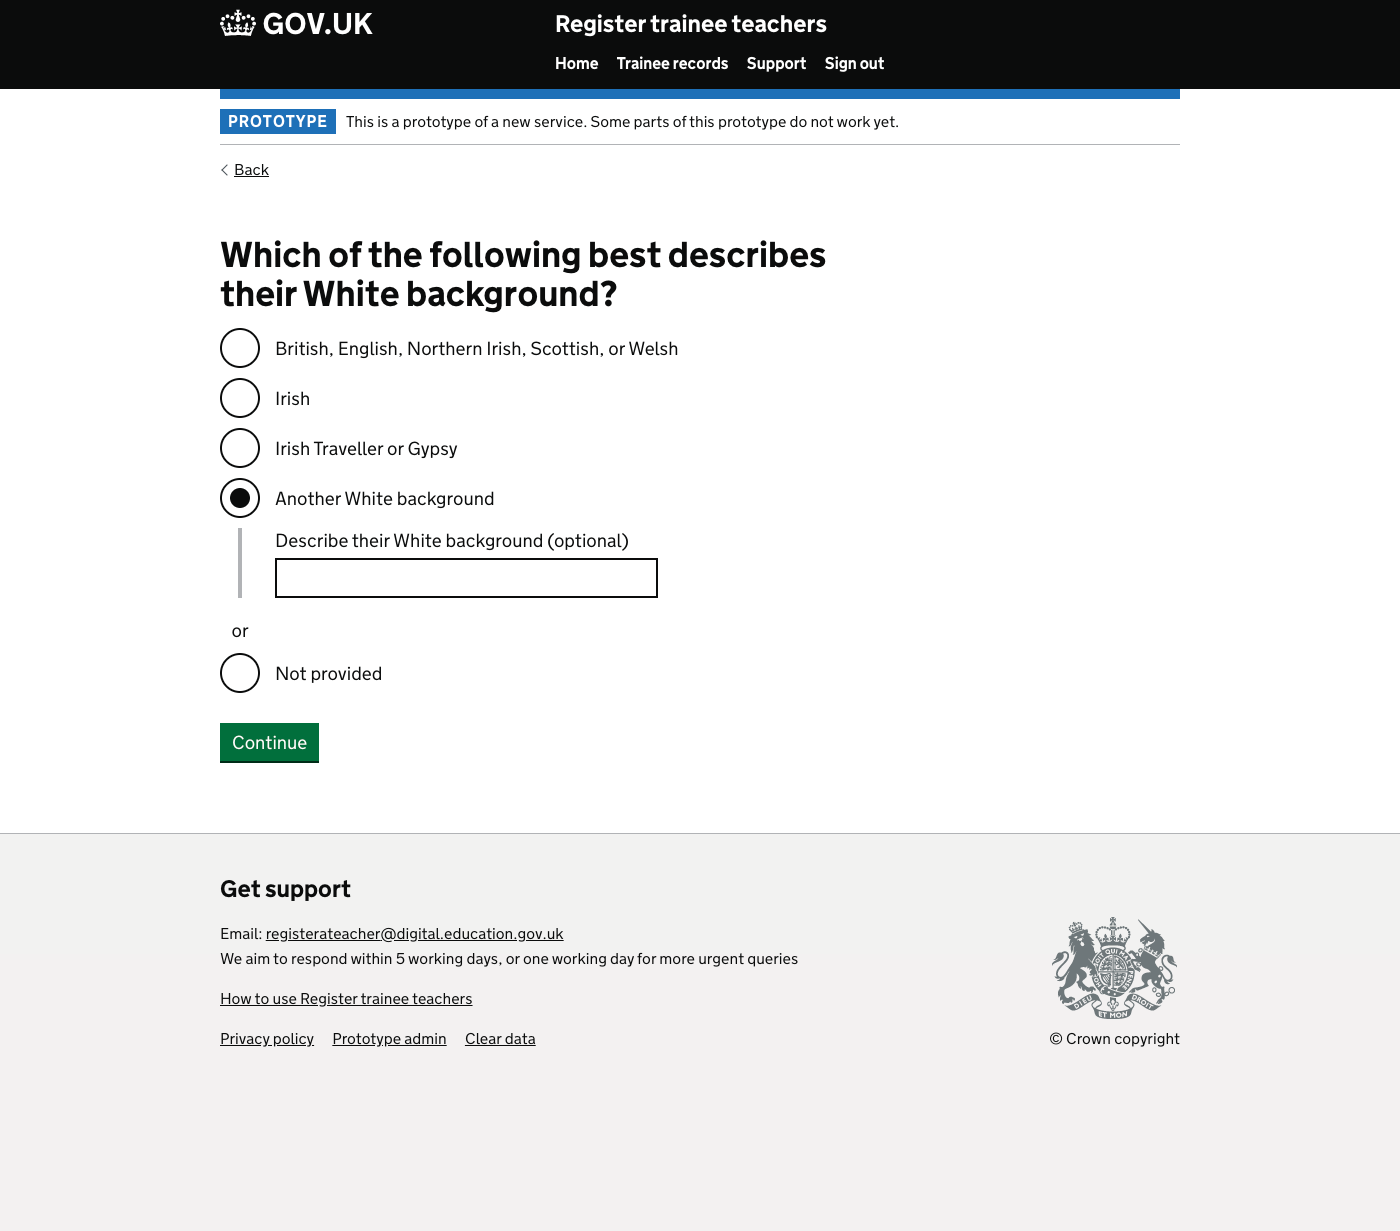 GOV.UK
Register trainee teachers
Home Trainee records Support Sign out
PROTOTYPE This is a prototype of a new service. Some parts of this prototype do not work yet.
Back
Which of the following best describes
their White background?
British, English, Northern Irish, Scottish, or Welsh
Irish
Irish Traveller or Gypsy
Another White background
Describe their White background (optional)
or
Not provided
Continue
Get support
Email: registerateacher@digital.education.gov.uk
We aim to respond within 5 working days, or one working day for more urgent queries
How to use Register trainee teachers
DIEU ET MON DROIT
Privacy policy Prototype admin Clear data
© Crown copyright